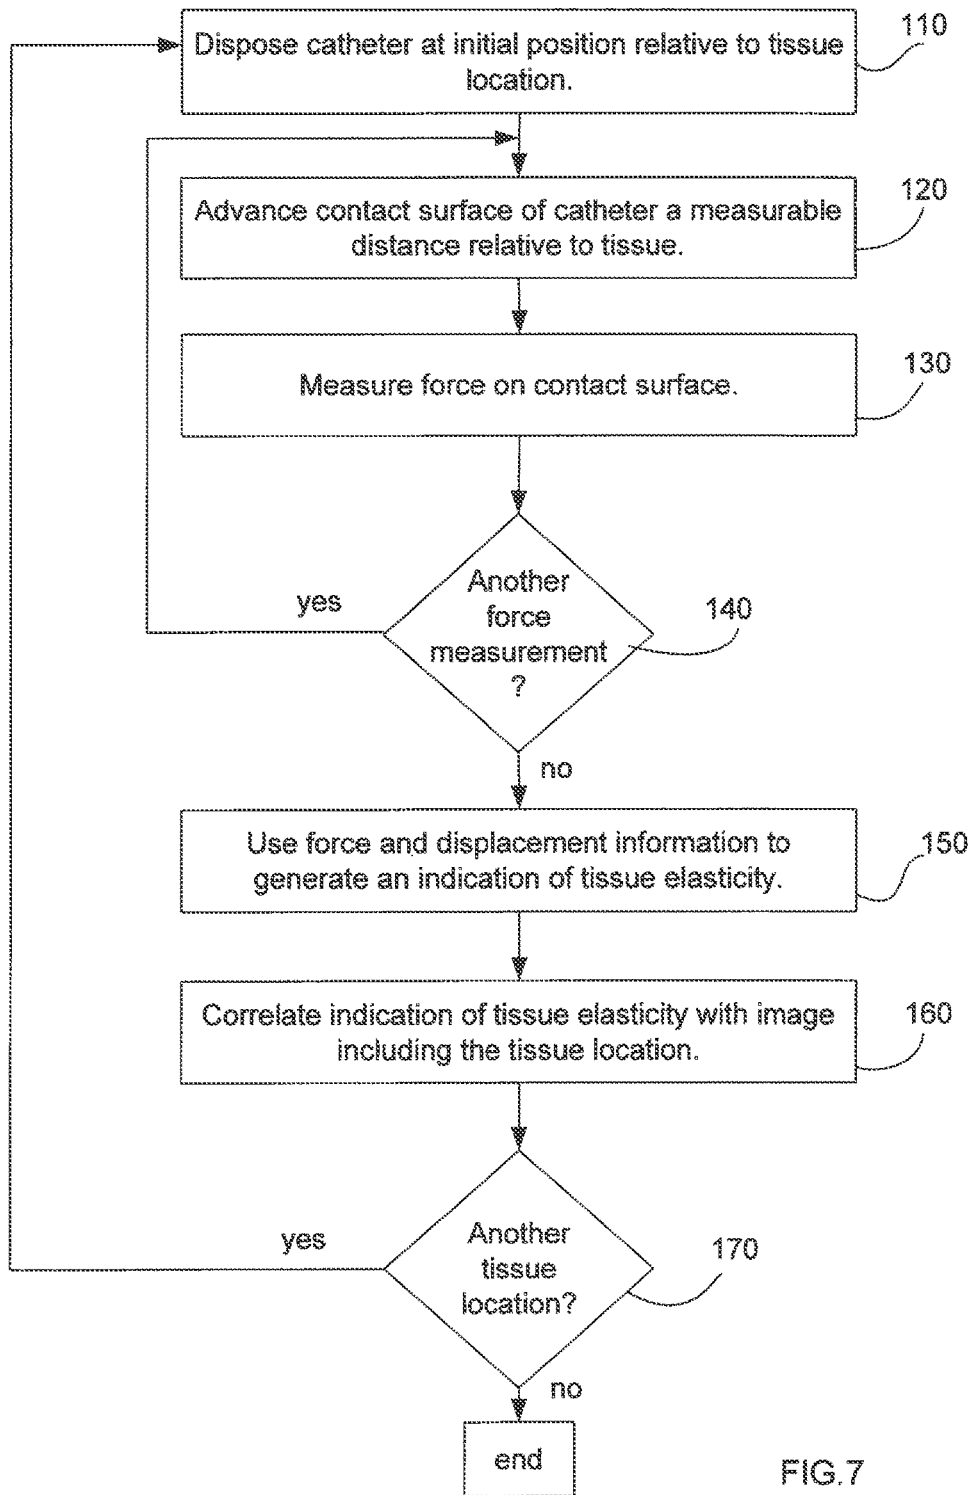 Dispose catheter at initial position relative to tissue
location.
110
Advance contact surface of catheter a measurable
distance relative to tissue.
120
Measure force on contact surface.
130
Another
force
measurement
?
140
yes
no
Use force and displacement information to
generate an indication of tissue elasticity.
150
Correlate indication of tissue elasticity with image
including the tissue location.
160
Another
tissue
location?
170
yes
no
end
FIG.7